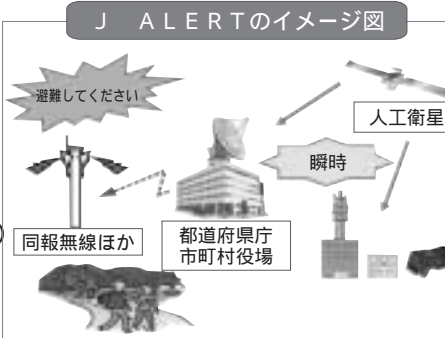 J ALERTのイメージ図
避難してください
人工衛星
瞬時
同報無線ほか
都道府県庁
市町村役場